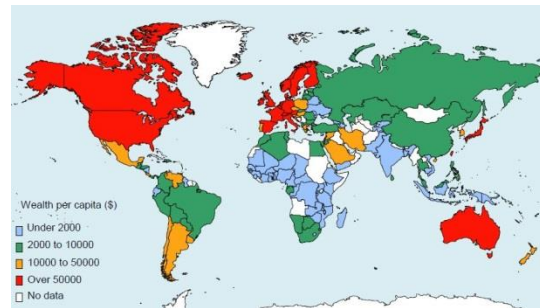 Wealth per capita ($)
Under 2000
2000 to 10000
10000 to 50000
Over 50000
No data